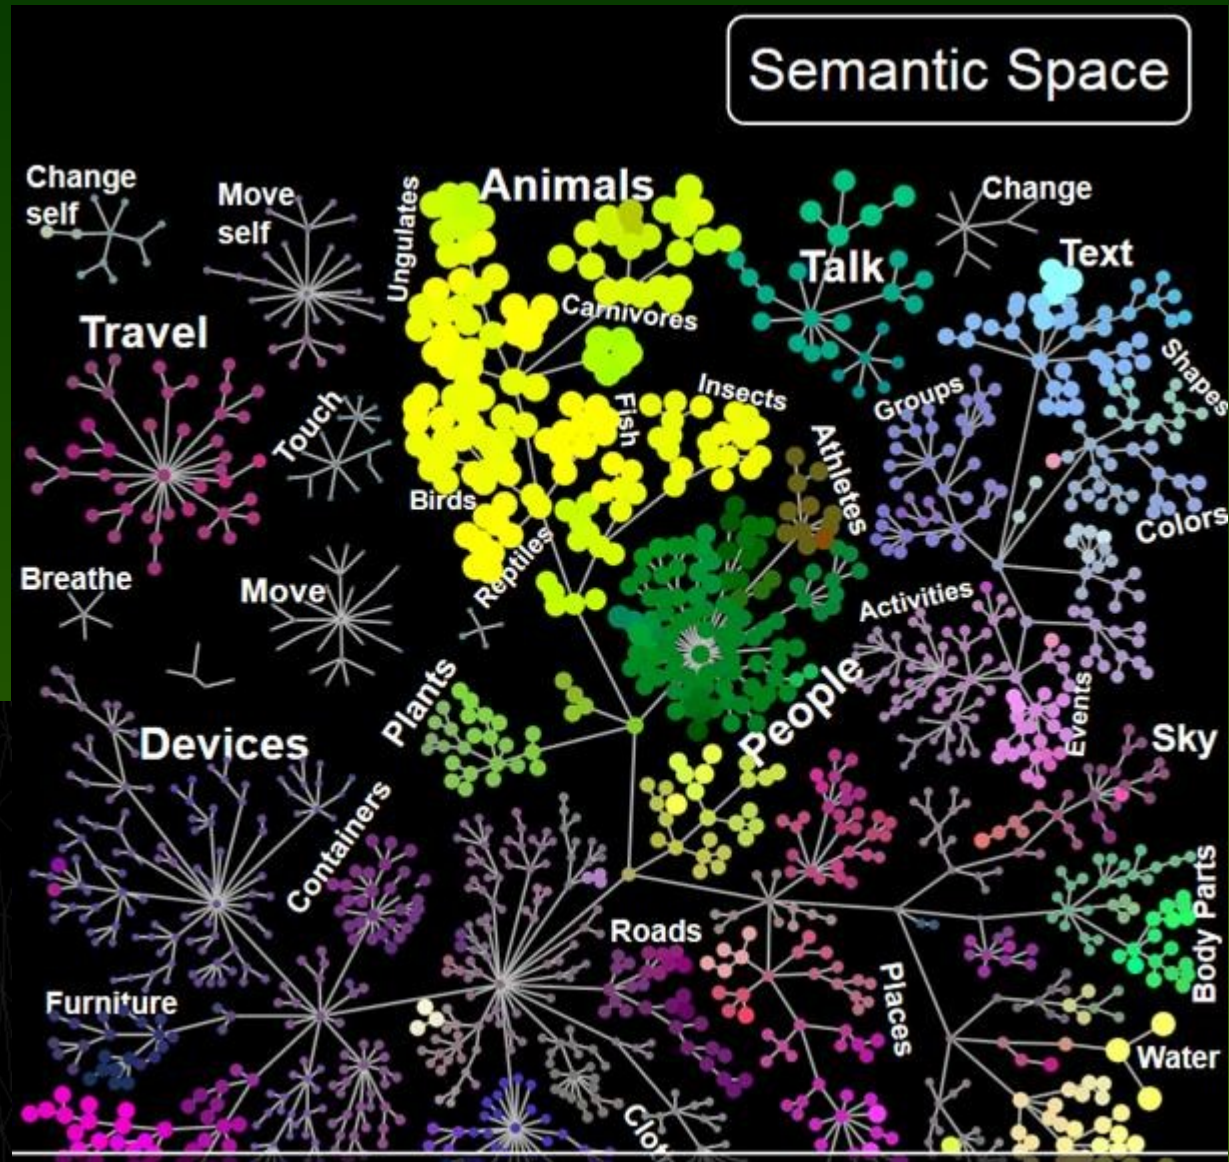 Semantic Space
Change
self
Move
self
Ungulates
Animals
Talk
Change
Text
Travel
Carnivores
Shapes
Touch
Fish
Insects
Groups
Athletes
Birds
Colors
Reptiles
Breathe
Move
Activities
Plants
People
Events
Sky
Devices
Containers
Body Parts
Roads
Places
Furniture
Water